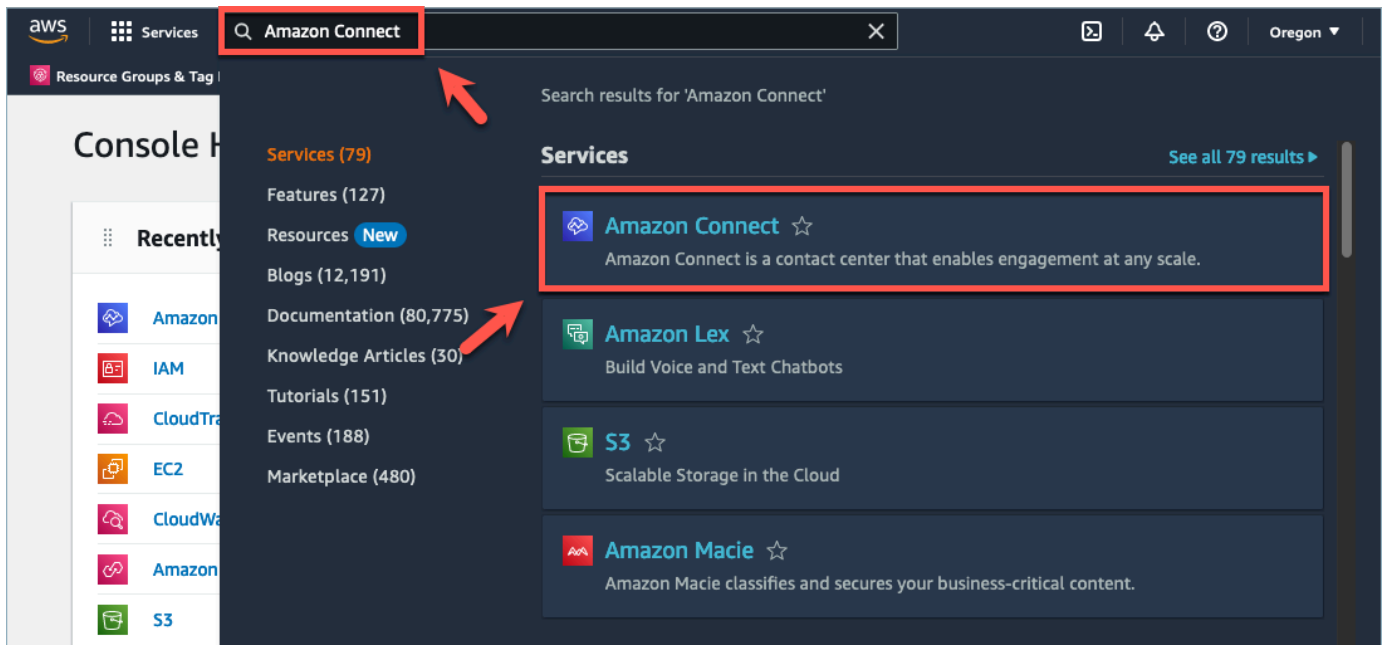 aws
Services
Amazon Connect
Oregon
Resource Groups & Tag
Search results for 'Amazon Connect'
Console H
Services (79)
Features (127)
Resources New
Blogs (12,191)
Documentation (80,775)
Knowledge Articles (30)
Tutorials (151)
Events (188)
Marketplace (480)
Services
See all 79 results
Amazon Connect
Amazon Connect is a contact center that enables engagement at any scale.
Amazon Lex
Build Voice and Text Chatbots
S3
Scalable Storage in the Cloud
Amazon Macie
Amazon Macie classifies and secures your business-critical content.
Recently
Amazon
IAM
CloudTra
EC2
CloudWa
Amazon
S3